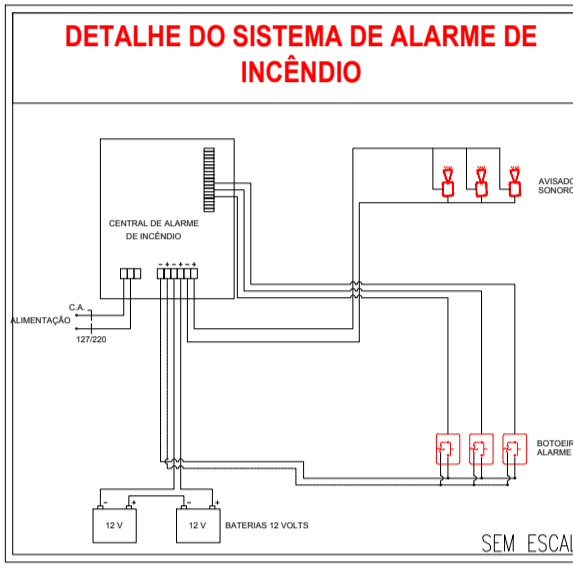 DETALHE DO SISTEMA DE ALARME DE
INCÊNDIO
CENTRAL DE ALARME
DE INCÊNDIO
- + - + - +
C.A.
ALIMENTAÇÃO
127/220
AVISADO
SONORO
BOTOEIR
ALARME
- + - +
12 V
12 V
BATERIAS 12 VOLTS
SEM ESCAL